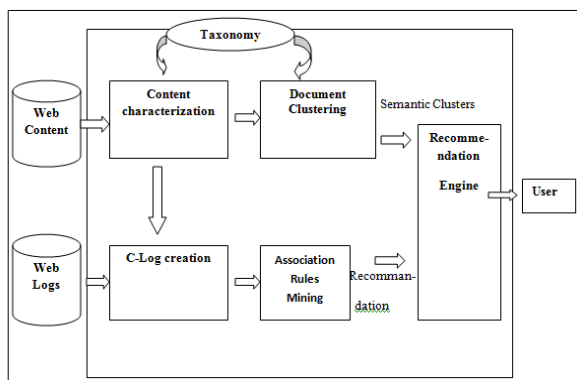 Taxonomy
Web
Content
Content
characterization
Document
Clustering
Semantic Clusters
Recomme-
ndation
Engine
User
Web
Logs
C-Log creation
Association
Rules
Mining
Recomman-
dation